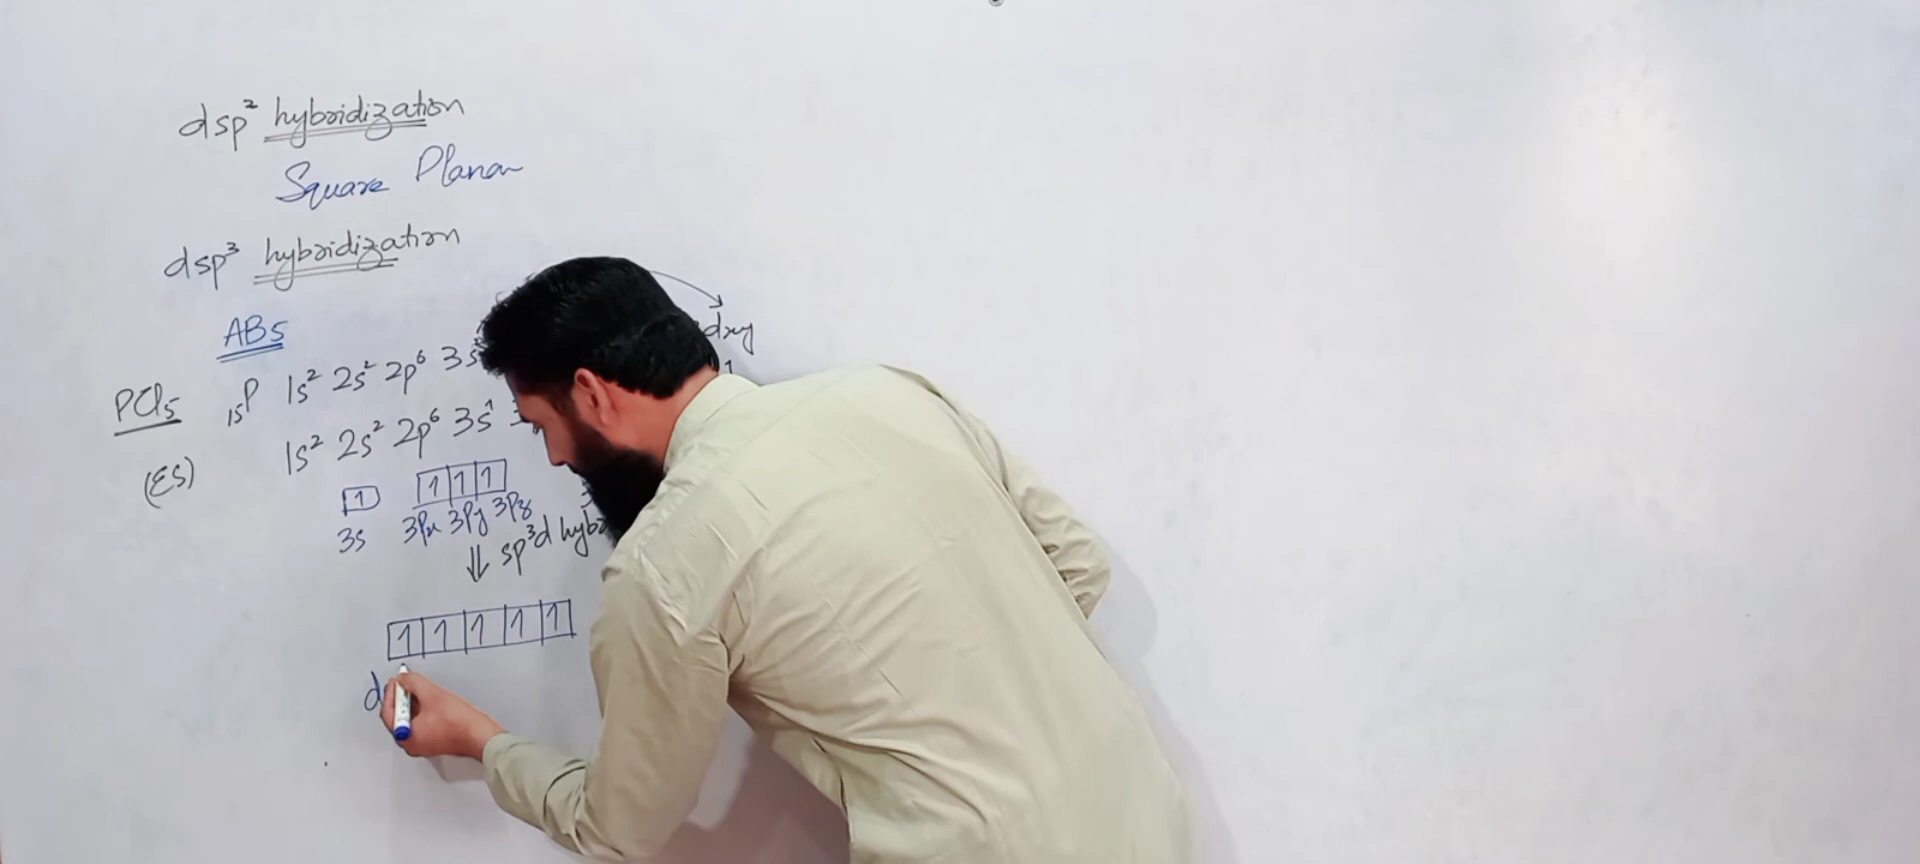 dsp² hybridization
Square Planar
dsp³ hybridization
AB5
PCl₅ ₁₅P 1s² 2s² 2p⁶ 3s dxy
1
(ES) 1s² 2s² 2p⁶ 3s¹
1 1 1 1
3s 3Px 3Py 3Pz
⇓ sp³d
1 1 1 1 1